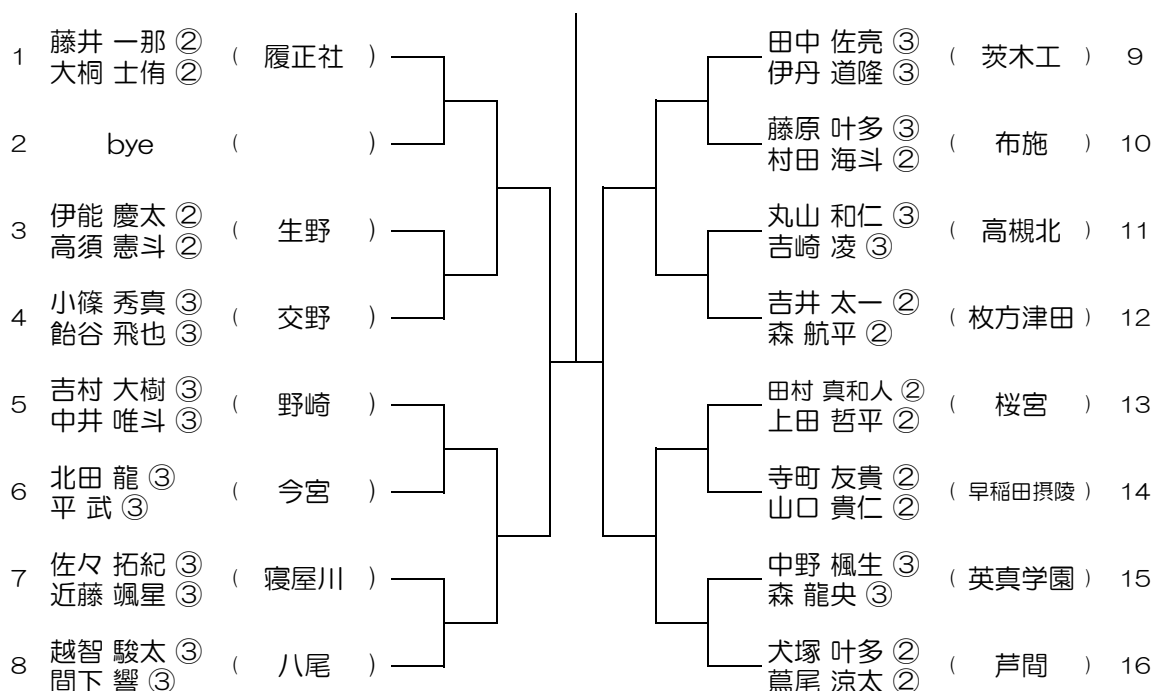 1 藤井 一那 ② ( 履正社 )
大桐 士侑 ②
2 bye ( )
3 伊能 慶太 ② ( 生野 )
高須 憲斗 ②
4 小篠 秀真 ③ ( 交野 )
飴谷 飛也 ③
5 吉村 大樹 ③ ( 野崎 )
中井 唯斗 ③
6 北田 龍 ③ ( 今宮 )
平 武 ③
7 佐々 拓紀 ③ ( 寝屋川 )
近藤 颯星 ③
8 越智 駿太 ③ ( 八尾 )
間下 響 ③
田中 佐亮 ③ ( 茨木工 ) 9
伊丹 道隆 ③
藤原 叶多 ③ ( 布施 ) 10
村田 海斗 ②
丸山 和仁 ③ ( 高槻北 ) 11
吉崎 凌 ③
吉井 太一 ② ( 枚方津田 ) 12
森 航平 ②
田村 真和人 ② ( 桜宮 ) 13
上田 哲平 ②
寺町 友貴 ② ( 早稲田摂陵 ) 14
山口 貴仁 ②
中野 楓生 ③ ( 英真学園 ) 15
森 龍央 ③
犬塚 叶多 ② ( 芦間 ) 16
蔦尾 涼太 ②